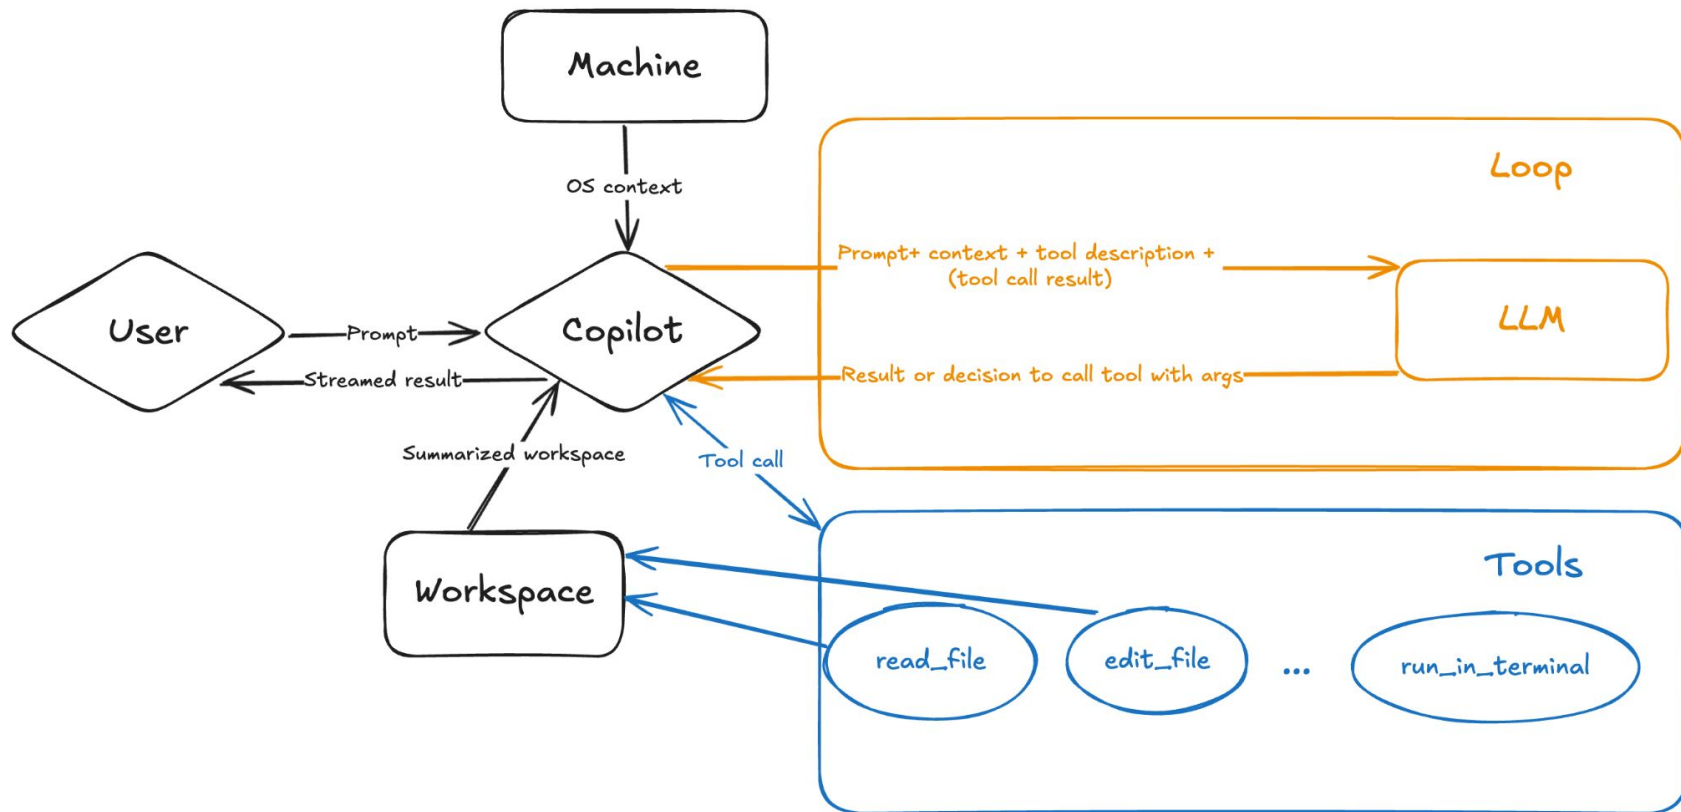 Machine
OS context
Loop
Prompt+ context + tool description +
(tool call result)
User
Prompt
Copilot
LLM
Streamed result
Result or decision to call tool with args
Summarized workspace
Tool call
Workspace
Tools
read_file
edit_file
...
run_in_terminal